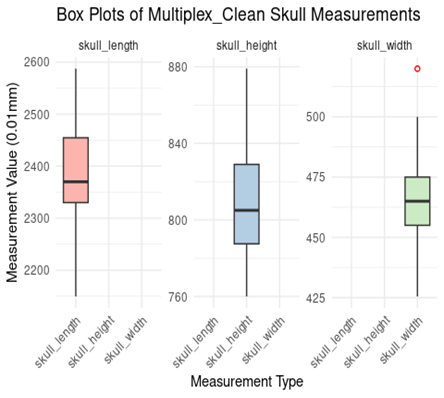 Box Plots of Multiplex_Clean Skull Measurements
skull_length
skull_height
skull_width
Measurement Value (0.01mm)
2600
2500
2400
2300
2200
880
840
800
760
500
475
450
425
skull_length
skull_height
skull_width
skull_length
skull_height
skull_width
skull_length
skull_height
skull_width
Measurement Type